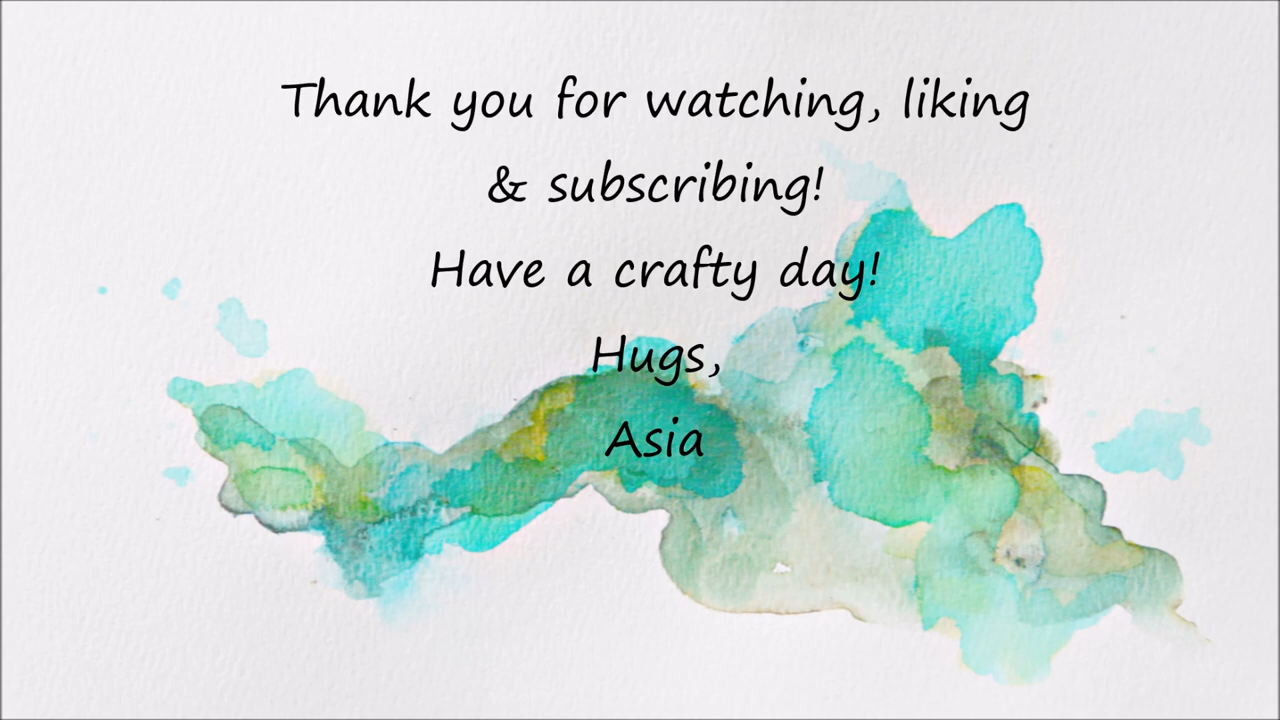 Thank you for watching, liking
& subscribing!
Have a crafty day!
Hugs,
Asia